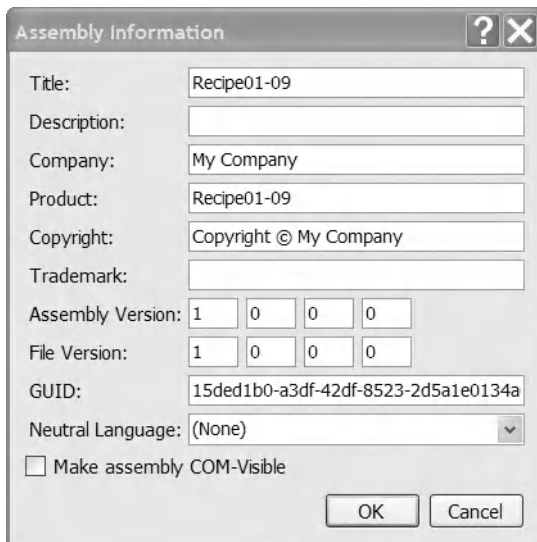 Assembly Information
Title: Recipe01-09
Description:
Company: My Company
Product: Recipe01-09
Copyright: Copyright © My Company
Trademark:
Assembly Version: 1 0 0 0
File Version: 1 0 0 0
GUID: 15ded1b0-a3df-42df-8523-2d5a1e0134a
Neutral Language: (None)
Make assembly COM-Visible
OK Cancel